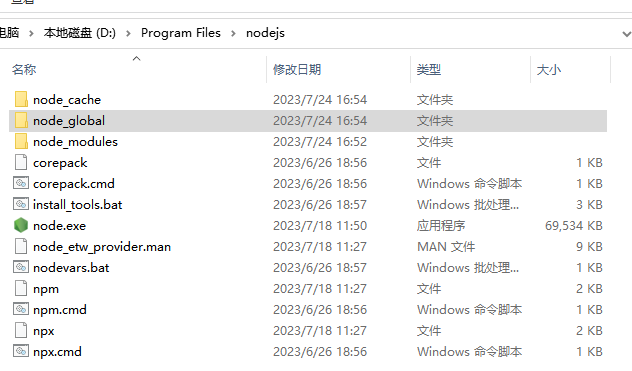 查看
电脑 › 本地磁盘 (D:) › Program Files › nodejs
名称 修改日期 类型 大小
node_cache 2023/7/24 16:54 文件夹
node_global 2023/7/24 16:54 文件夹
node_modules 2023/7/24 16:52 文件夹
corepack 2023/6/26 18:56 文件 1 KB
corepack.cmd 2023/6/26 18:56 Windows 命令脚本 1 KB
install_tools.bat 2023/6/26 18:57 Windows 批处理... 3 KB
node.exe 2023/7/18 11:50 应用程序 69,534 KB
node_etw_provider.man 2023/7/18 11:27 MAN 文件 9 KB
nodevars.bat 2023/6/26 18:57 Windows 批处理... 1 KB
npm 2023/7/18 11:27 文件 2 KB
npm.cmd 2023/6/26 18:56 Windows 命令脚本 1 KB
npx 2023/7/18 11:27 文件 2 KB
npx.cmd 2023/6/26 18:56 Windows 命令脚本 1 KB